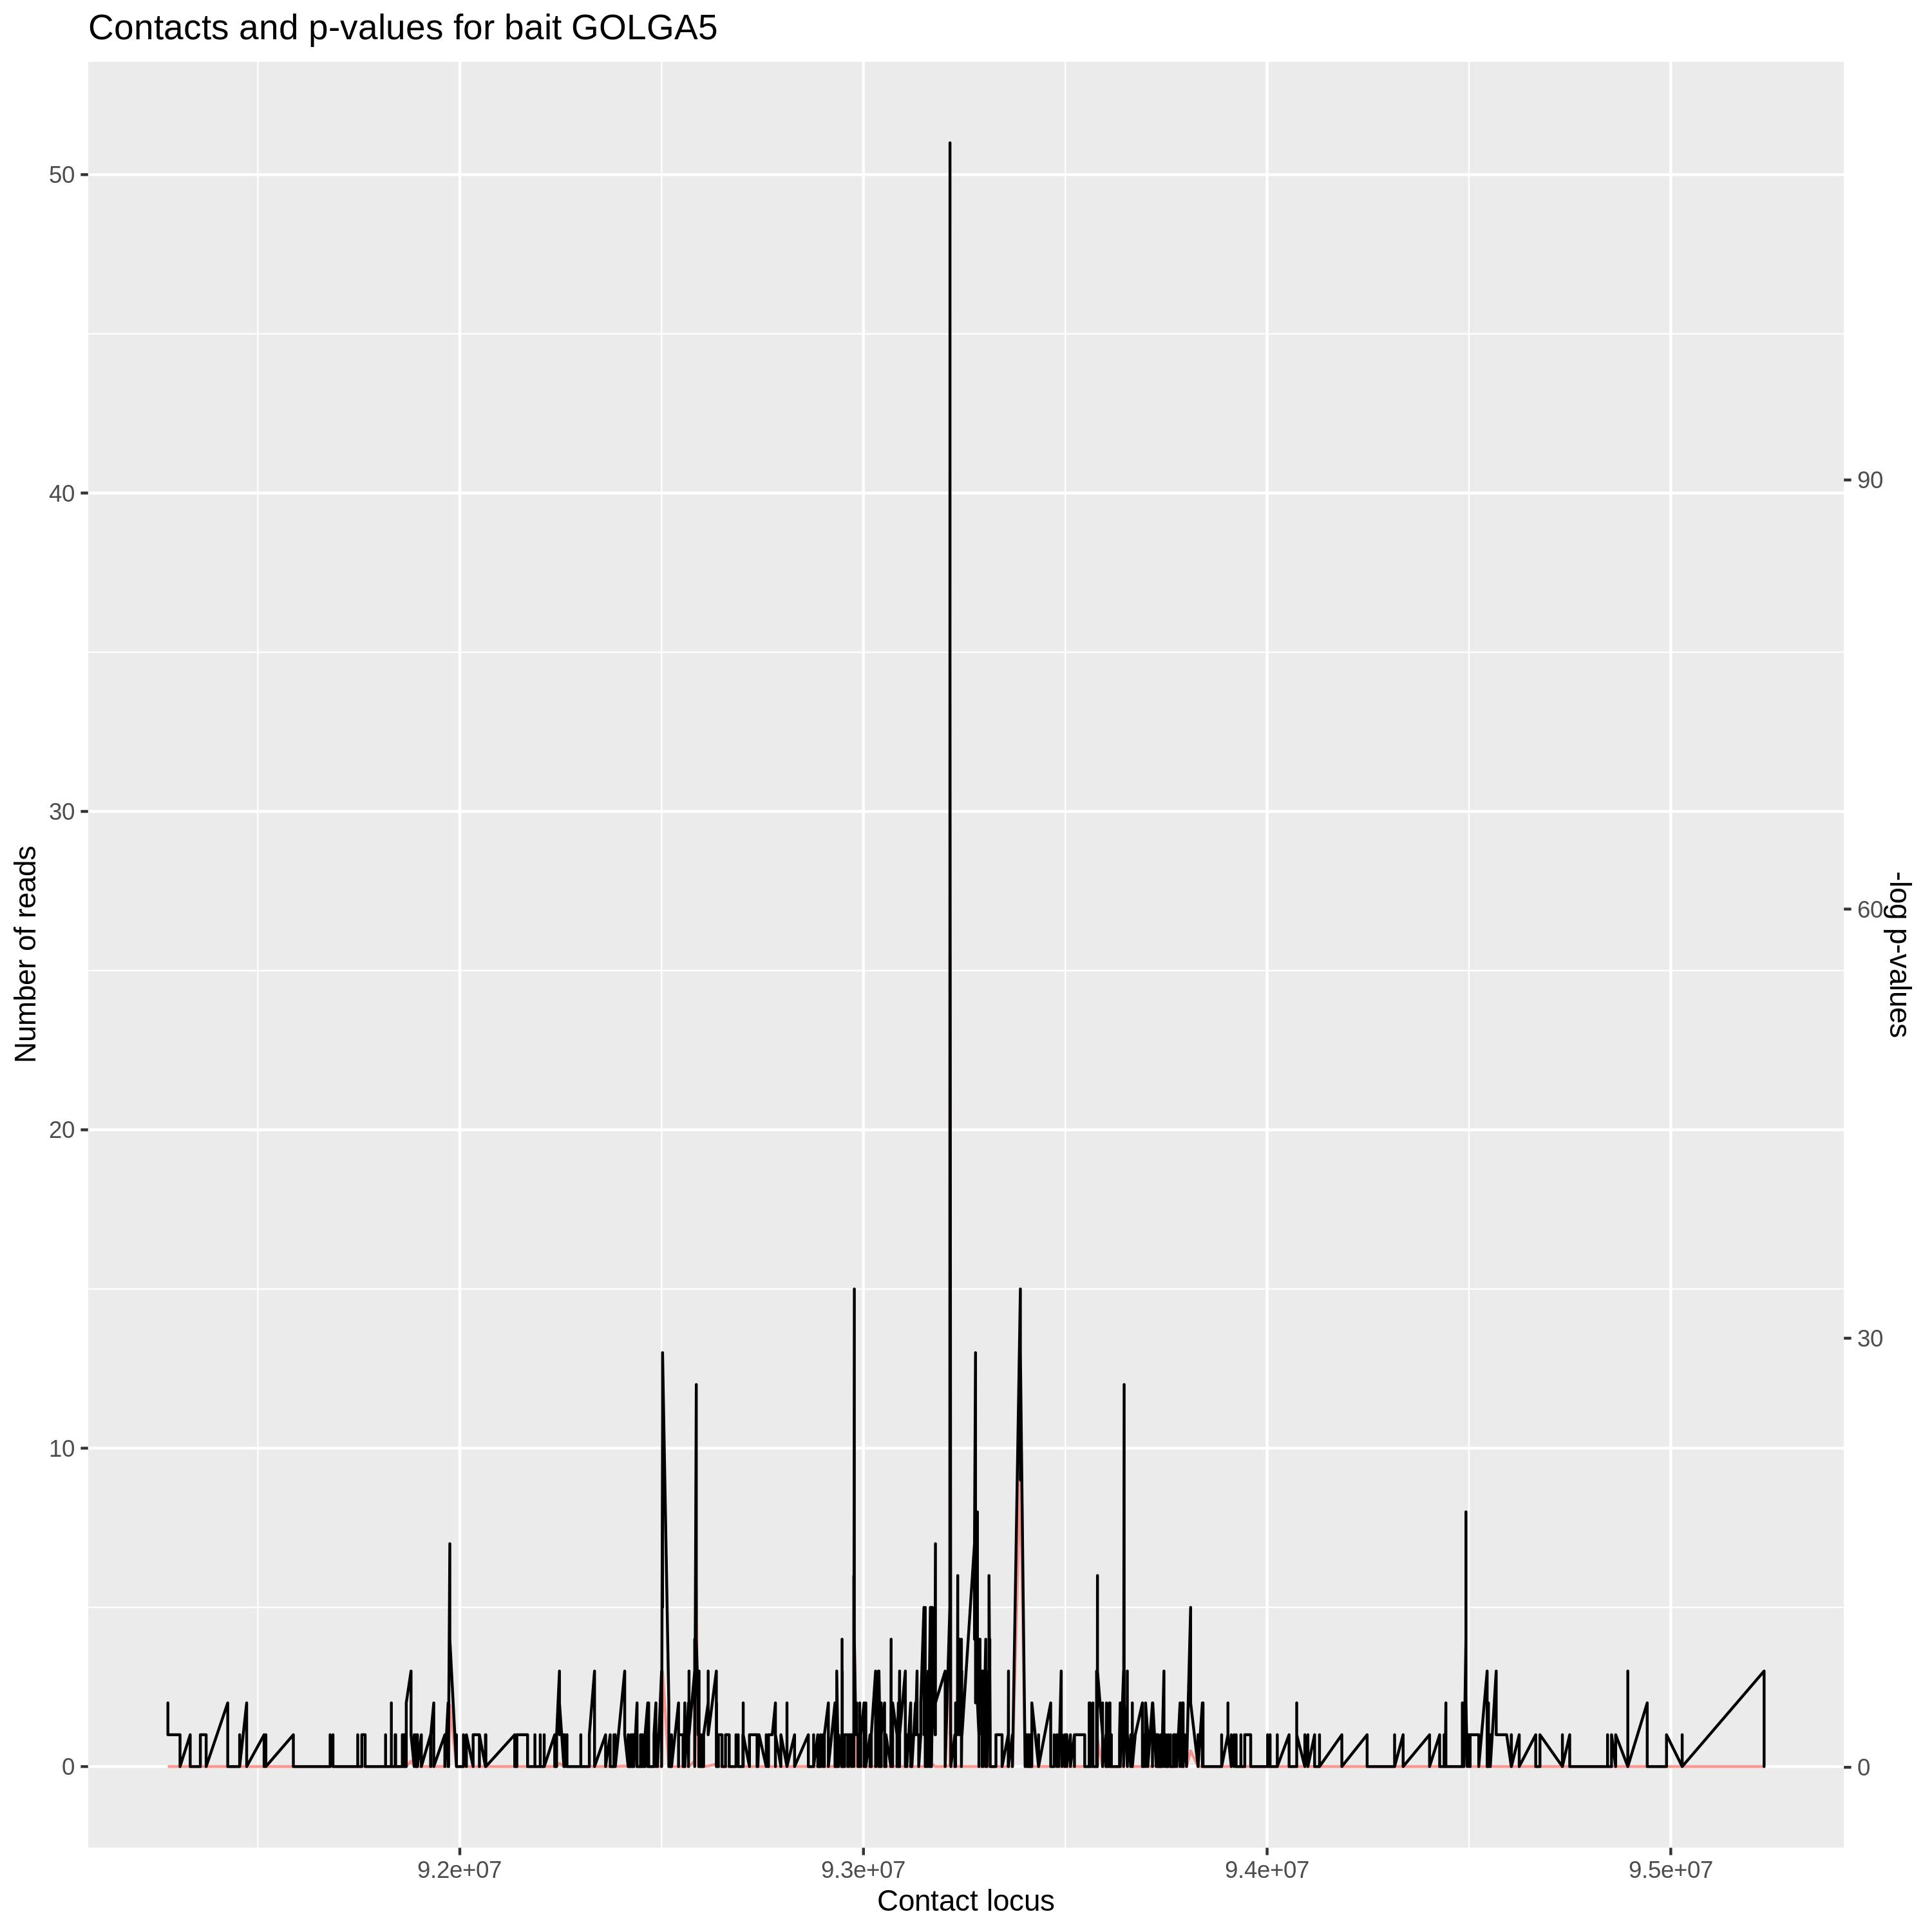 Contacts and p-values for bait GOLGA5
50
40
30
20
10
0
Number of reads
90
60
30
0
-log p-values
9.2e+07
9.3e+07
9.4e+07
9.5e+07
Contact locus